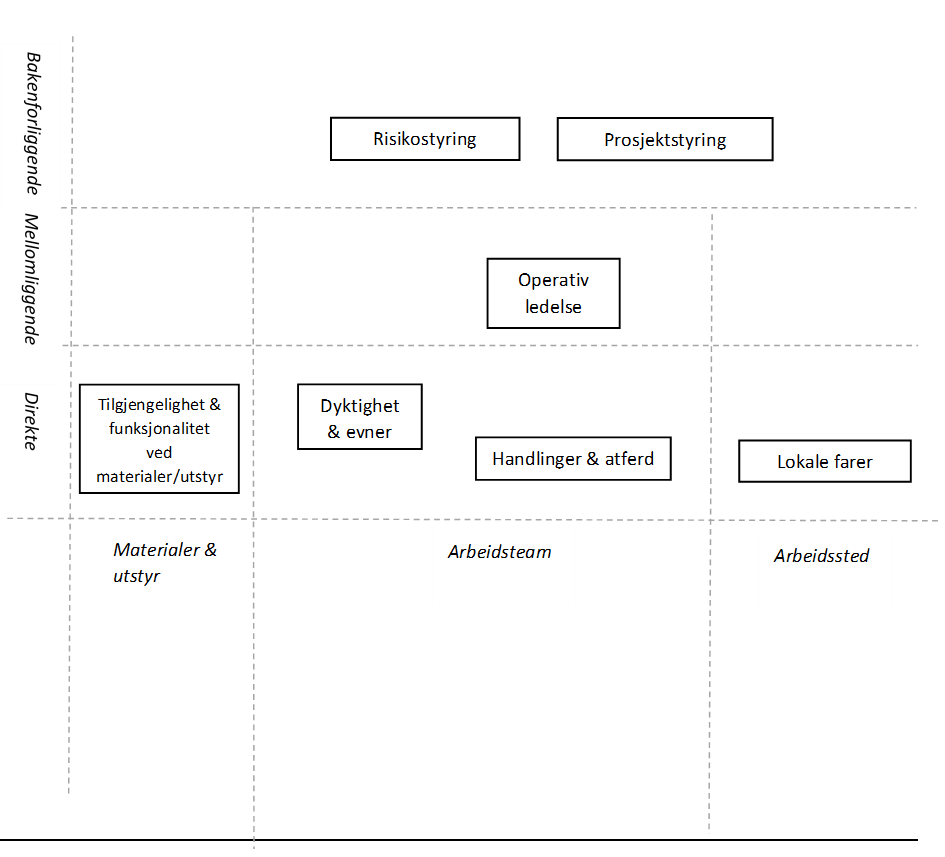 Bakenforliggende
Risikostyring
Prosjektstyring
Mellomliggende
Operativ
ledelse
Direkte
Tilgjengelighet &
funksjonalitet
ved
materialer/utstyr
Dyktighet
& evner
Handlinger & atferd
Lokale farer
Materialer &
utstyr
Arbeidsteam
Arbeidssted